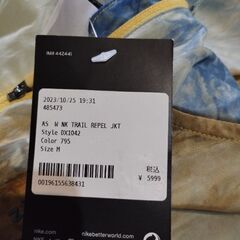 IM# 442441
2023/10/25 19:31
485473
AS W NK TRAIL REPEL JKT
Style DX1042
Color 795
Size M
税込
¥ 5999
00196155638431
nike.com
nikebetterworld.com